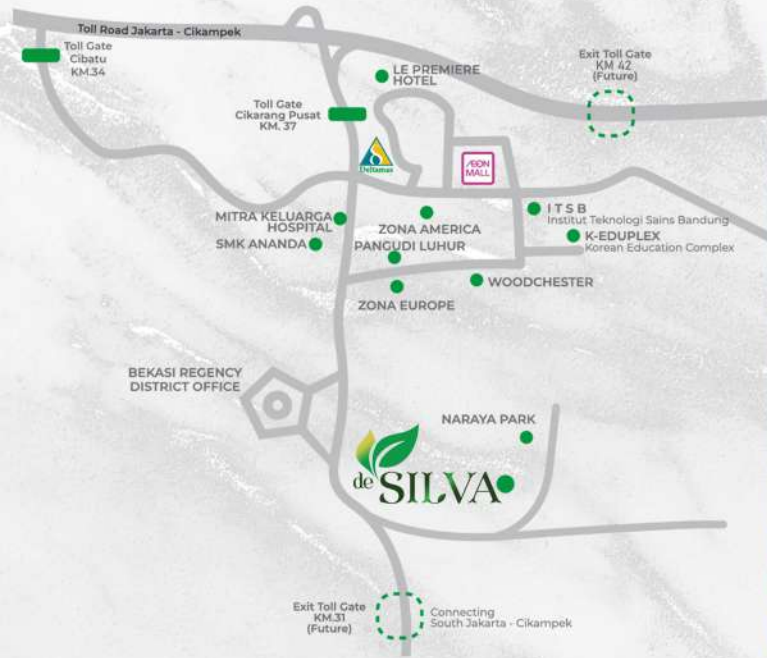 Toll Road Jakarta - Cikampek
Toll Gate
Cibatu
KM.34
LE PREMIERE
HOTEL
Exit Toll Gate
KM 42
(Future)
Toll Gate
Cikarang Pusat
KM. 37
Deltamas
ÆON
MALL
MITRA KELUARGA
HOSPITAL
SMK ANANDA
ZONA AMERICA
PANGUDI LUHUR
I T S B
Institut Teknologi Sains Bandung
K-EDUPLEX
Korean Education Complex
WOODCHESTER
ZONA EUROPE
BEKASI REGENCY
DISTRICT OFFICE
NARAYA PARK
de SILVA
Exit Toll Gate
KM.31
(Future)
Connecting
South Jakarta - Cikampek